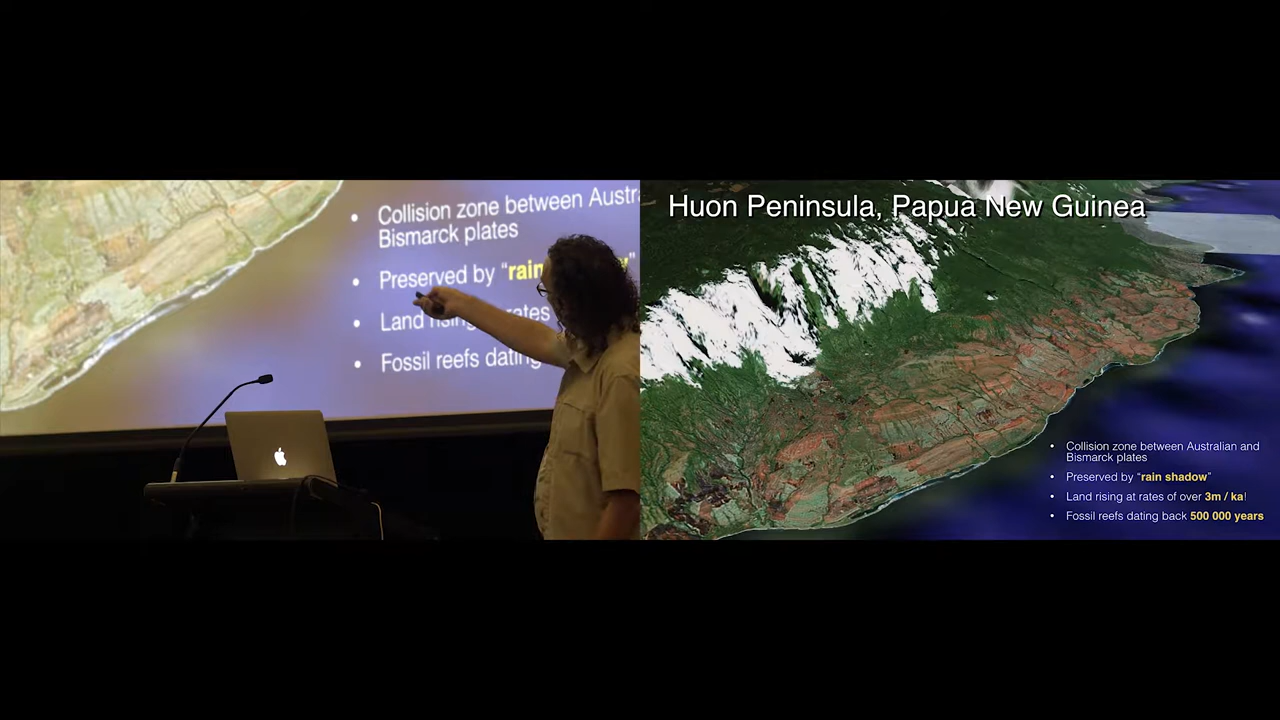 • Collision zone between Austra
Bismarck plates
• Preserved by “rain w”
• Land rising rates
• Fossil reefs dating
Huon Peninsula, Papua New Guinea
• Collision zone between Australian and
Bismarck plates
• Preserved by “rain shadow”
• Land rising at rates of over 3m / ka!
• Fossil reefs dating back 500 000 years